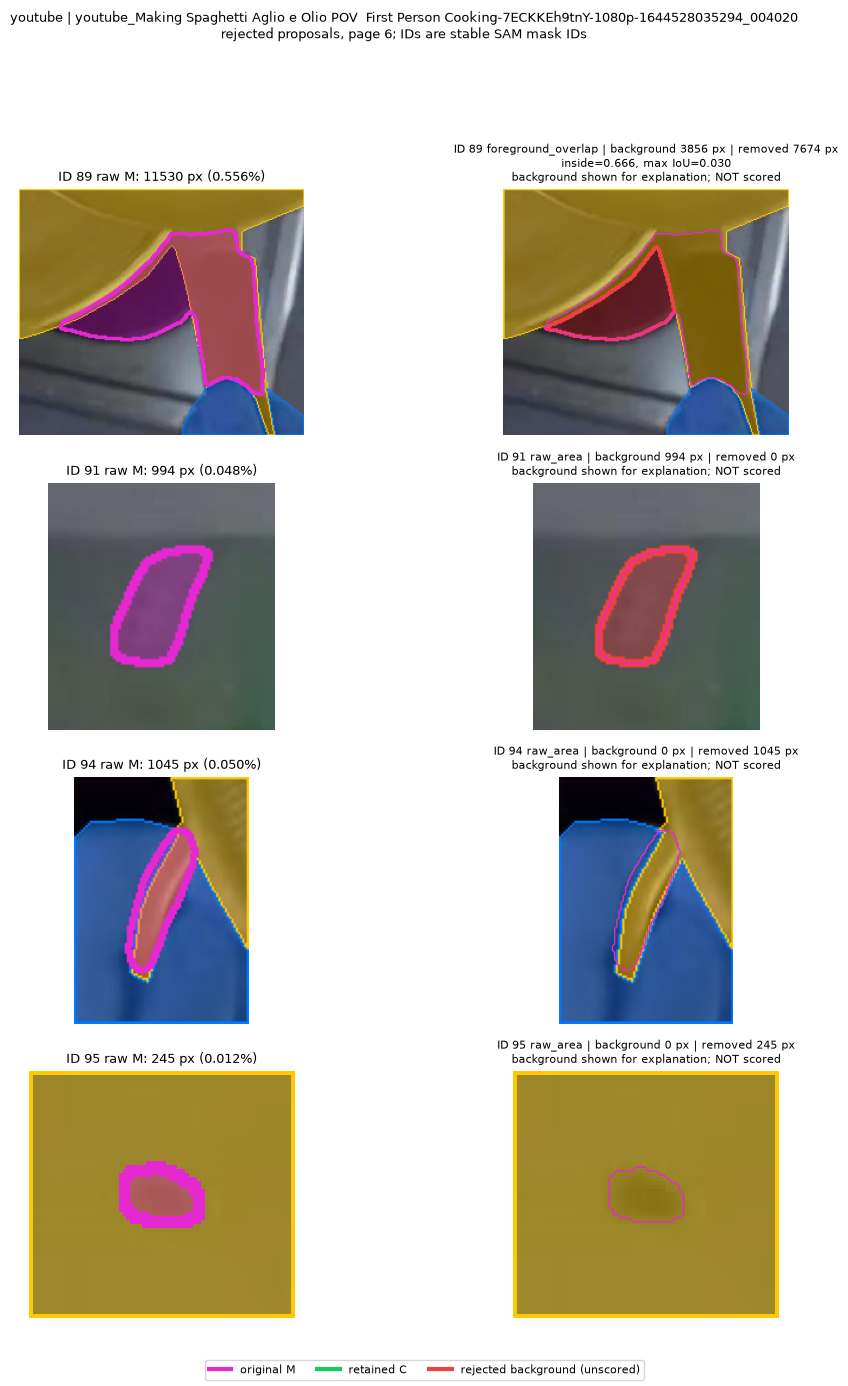 youtube | youtube_Making Spaghetti Aglio e Olio POV  First Person Cooking-7ECKKEh9tnY-1080p-1644528035294_004020
rejected proposals, page 6; IDs are stable SAM mask IDs
ID 89 raw M: 11530 px (0.556%)
ID 89 foreground_overlap | background 3856 px | removed 7674 px
inside=0.666, max IoU=0.030
background shown for explanation; NOT scored
ID 91 raw M: 994 px (0.048%)
ID 91 raw_area | background 994 px | removed 0 px
background shown for explanation; NOT scored
ID 94 raw M: 1045 px (0.050%)
ID 94 raw_area | background 0 px | removed 1045 px
background shown for explanation; NOT scored
ID 95 raw M: 245 px (0.012%)
ID 95 raw_area | background 0 px | removed 245 px
background shown for explanation; NOT scored
original M
retained C
rejected background (unscored)